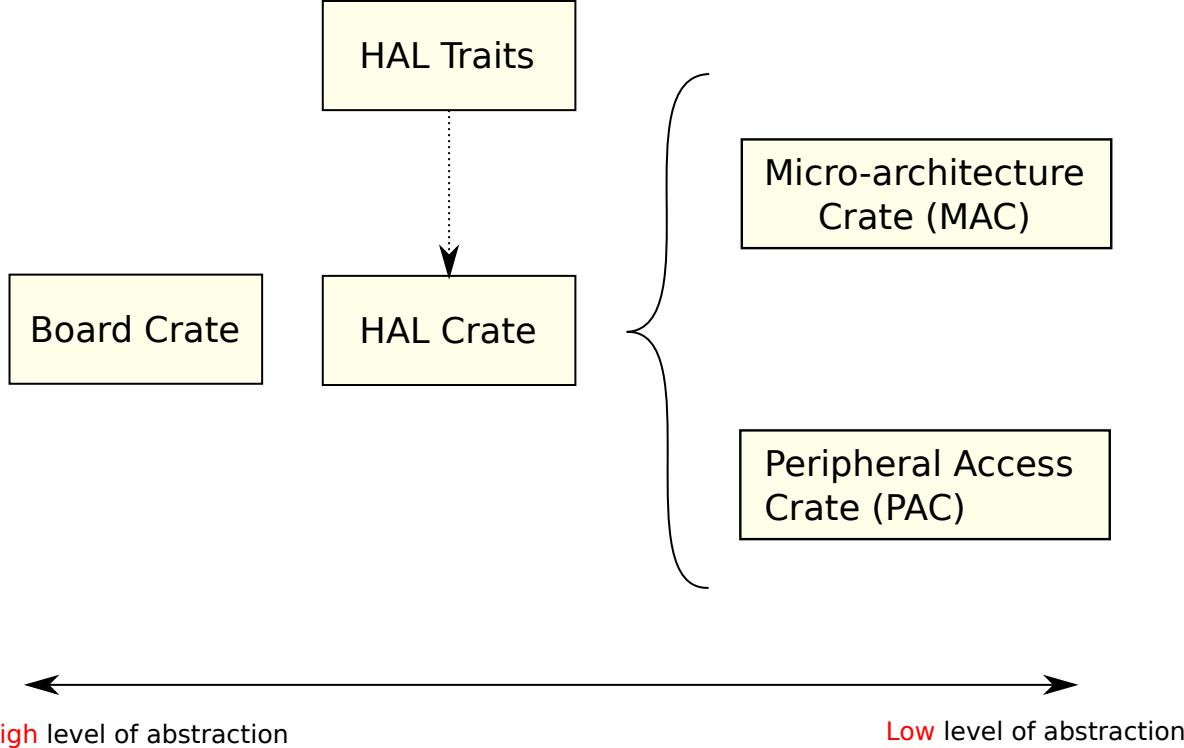 HAL Traits
Micro-architecture
Crate (MAC)
Board Crate
HAL Crate
Peripheral Access
Crate (PAC)
igh level of abstraction
Low level of abstraction